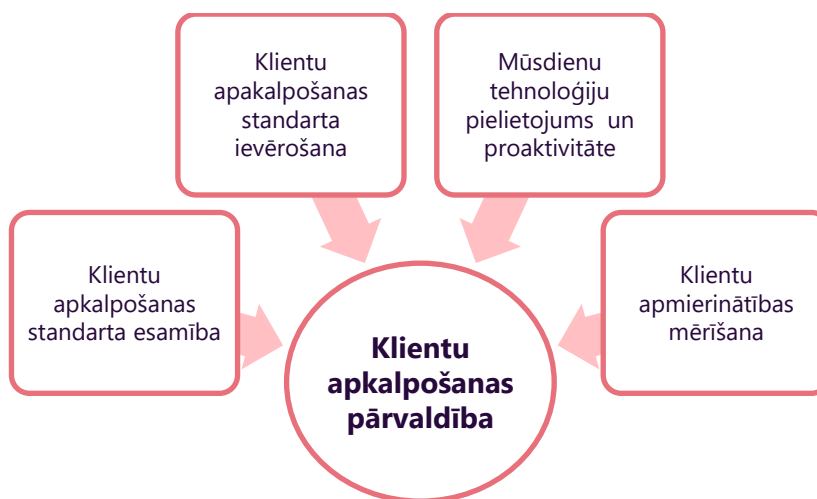 Klientu
apakalpošanas
standarta
ievērošana
Mūsdienu
tehnoloģiju
pielietojums un
proaktivitāte
Klientu
apkalpošanas
standarta esamība
Klientu
apmierinātības
mērīšana
Klientu
apkalpošanas
pārvaldība